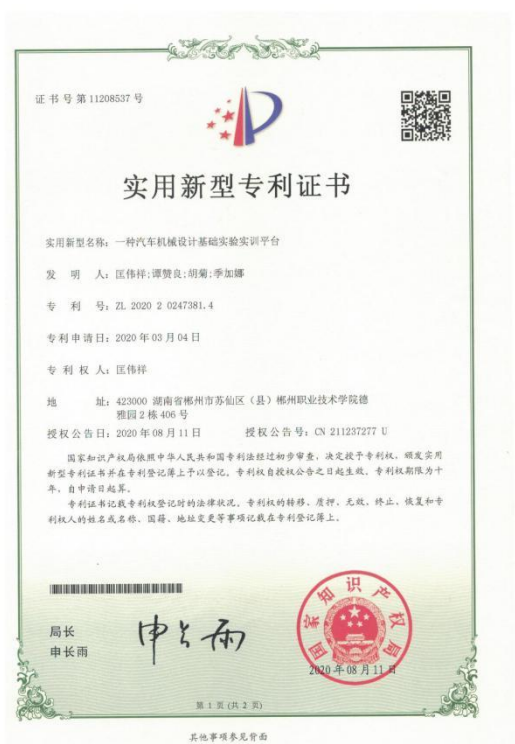 证书号第11208537号
实用新型专利证书
实用新型名称：一种汽车机械设计基础实验实训平台
发明人：匡伟祥;谭赞良;胡菊;季加娜
专利号：ZL 2020 2 0247381.4
专利申请日：2020年03月04日
专利权人：匡伟祥
地址：423000 湖南省郴州市苏仙区（县）郴州职业技术学院德
雅园2栋406号
授权公告日：2020年08月11日 授权公告号：CN 211237277 U
国家知识产权局依照中华人民共和国专利法经过初步审查，决定授予专利权，颁发实用
新型专利证书并在专利登记簿上予以登记。专利权自授权公告之日起生效。专利权期限为十
年，自申请日起算。
专利证书记载专利权登记时的法律状况。专利权的转移、质押、无效、终止、恢复和专
利权人的姓名或名称、国籍、地址变更等事项记载在专利登记簿上。
局长
申长雨
申长雨
国家知识产权局
2020年08月11日
第 1 页 (共 2 页)
其他事项参见背面